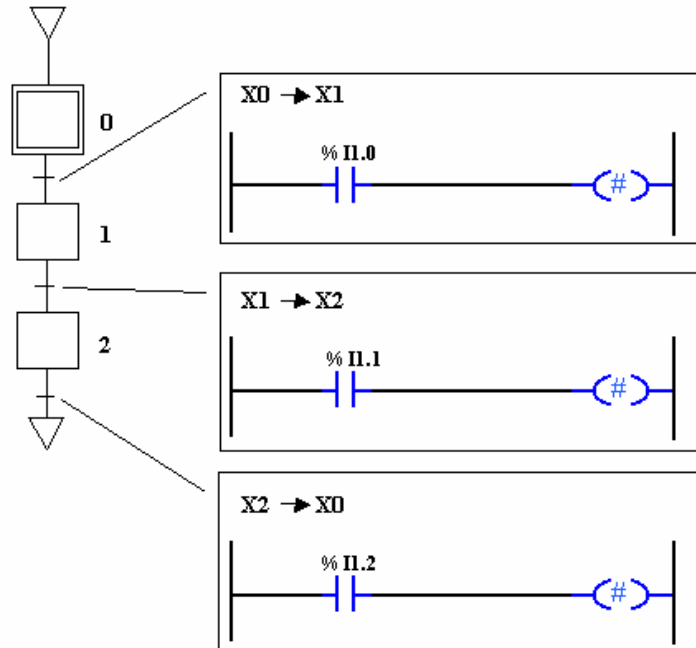 0
1
2
X0 → X1
% I1.0
#
X1 → X2
% I1.1
#
X2 → X0
% I1.2
#